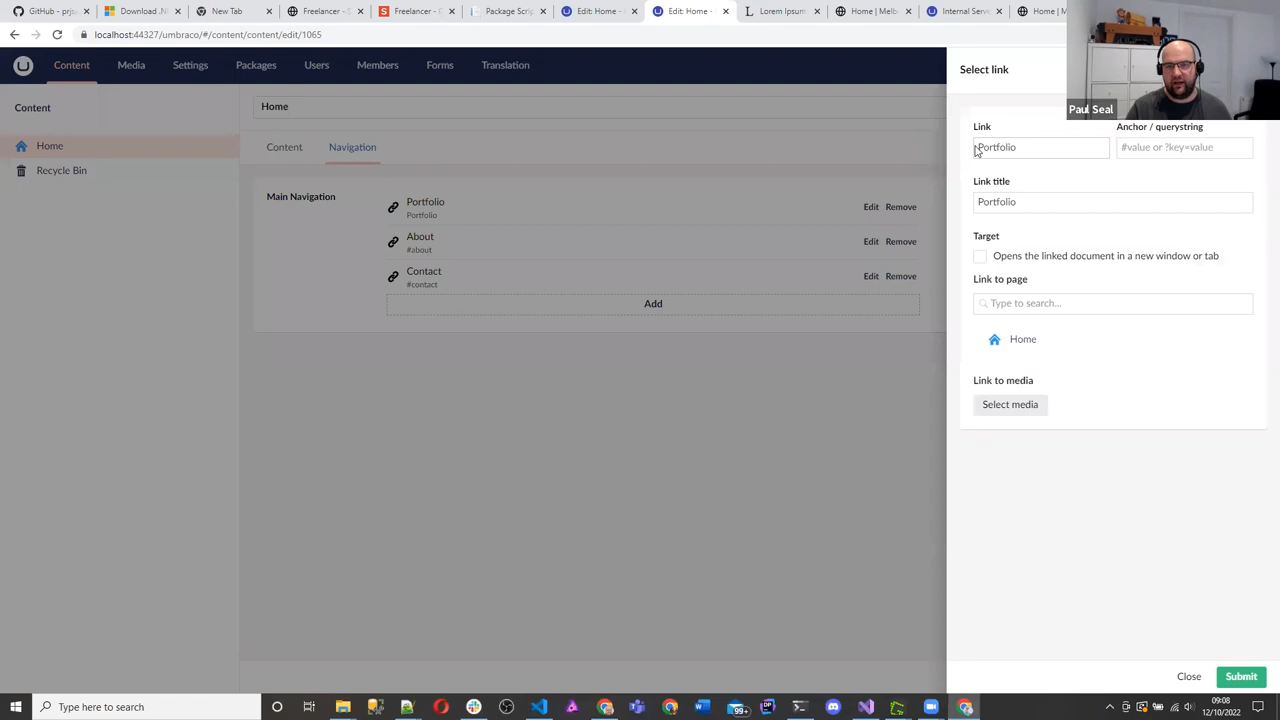 GitHub - prjse
Download .NE
New Tab
Freelancer - S
Freelancer - G
Package Scrip
Edit: Home -
Edit: Home -
Lorem Ipsum
Home | Melb
Internal Serve
Home | M
localhost:44327/umbraco/#/content/content/edit/1065
Content
Media
Settings
Packages
Users
Members
Forms
Translation
Select link
Paul Seal
Content
Home
Link
Anchor / querystring
Home
Content
Navigation
Portfolio
#value or ?key=value
Recycle Bin
Link title
Main Navigation
Portfolio
Portfolio
Edit Remove
Portfolio
About
#about
Edit Remove
Target
Opens the linked document in a new window or tab
Contact
#contact
Edit Remove
Link to page
Add
Type to search...
Home
Link to media
Select media
Close
Submit
Type here to search
99+
09:08
12/10/2022